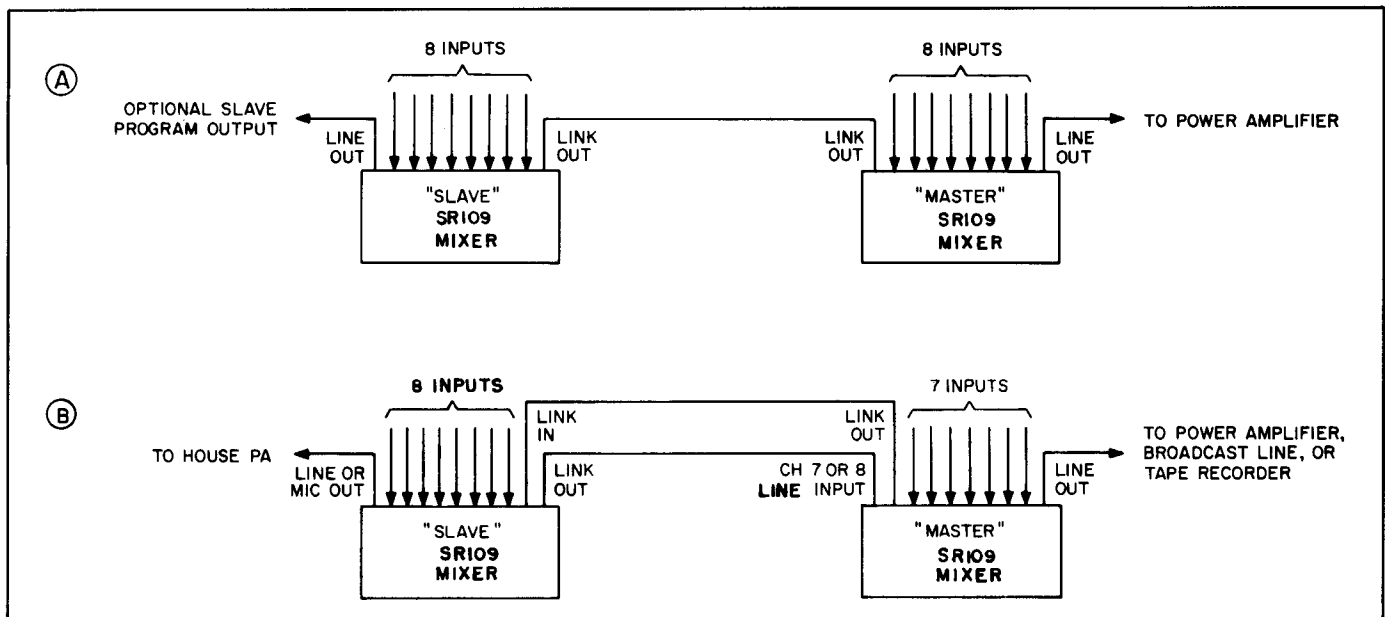 A
8 INPUTS
8 INPUTS
OPTIONAL SLAVE
PROGRAM OUTPUT
LINE
OUT
LINK
OUT
LINK
OUT
LINE
OUT
TO POWER AMPLIFIER
"SLAVE"
SR109
MIXER
"MASTER"
SR109
MIXER
B
8 INPUTS
7 INPUTS
TO HOUSE PA
LINE OR
MIC OUT
LINK
IN
LINK
OUT
LINK
OUT
CH 7 OR 8
LINE INPUT
LINE
OUT
TO POWER AMPLIFIER,
BROADCAST LINE, OR
TAPE RECORDER
"SLAVE"
SR109
MIXER
"MASTER"
SR109
MIXER